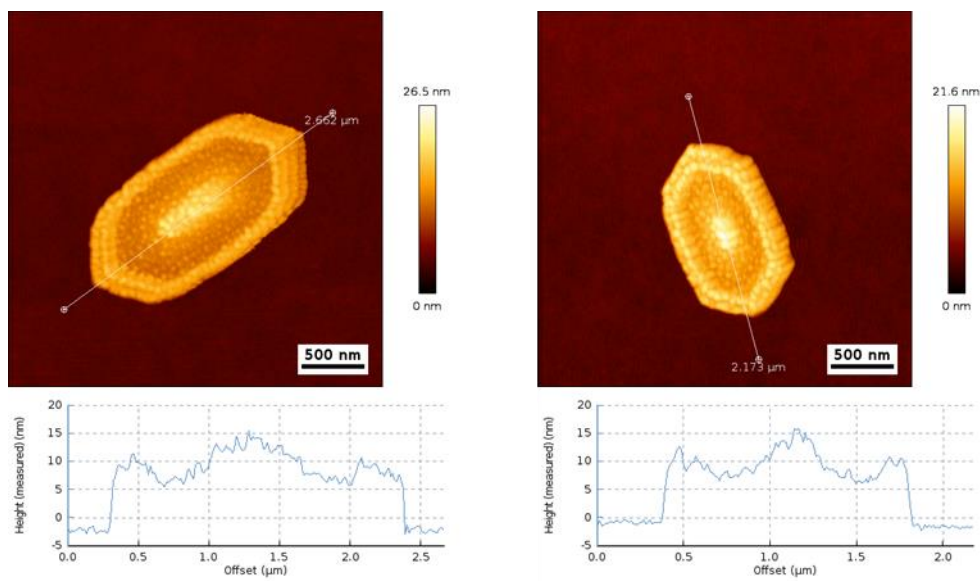 26.5 nm
2.662 µm
0 nm
500 nm
21.6 nm
0 nm
500 nm
2.173 µm
20
15
10
5
0
-5
Height (measured) (nm)
0.0 0.5 1.0 1.5 2.0 2.5
Offset (µm)
20
15
10
5
0
-5
Height (measured) (nm)
0.0 0.5 1.0 1.5 2.0
Offset (µm)